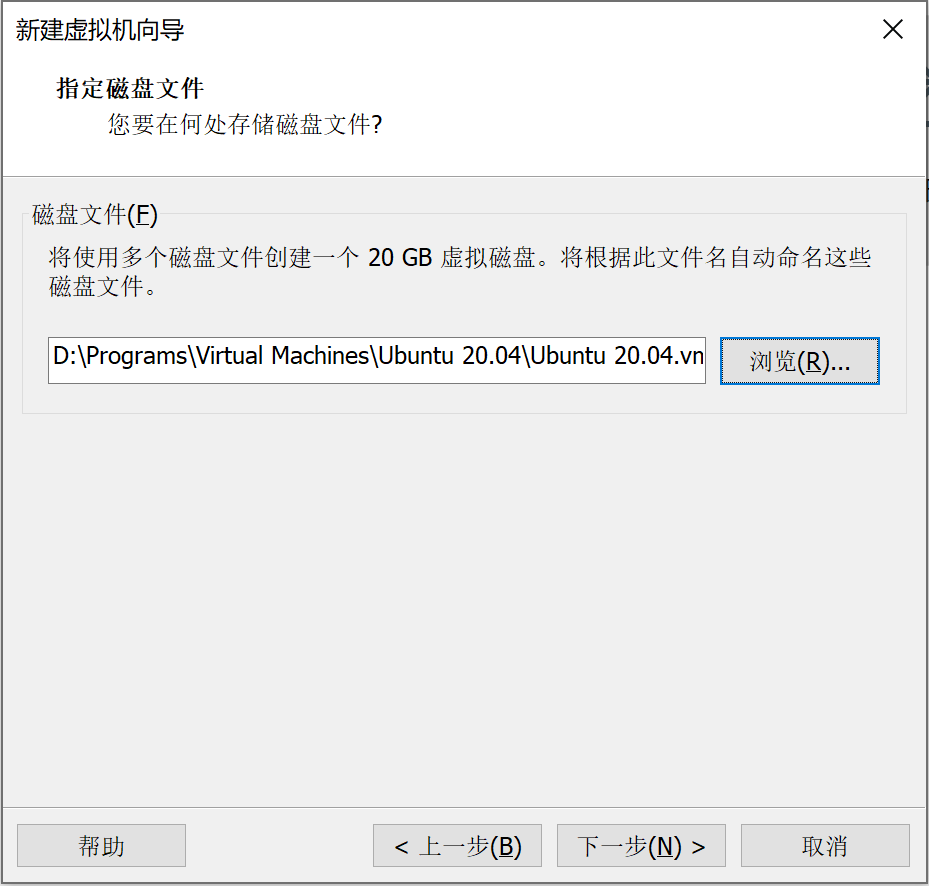 新建虚拟机向导
指定磁盘文件
您要在何处存储磁盘文件?
磁盘文件(F)
将使用多个磁盘文件创建一个 20 GB 虚拟磁盘。将根据此文件名自动命名这些
磁盘文件。
D:\Programs\Virtual Machines\Ubuntu 20.04\Ubuntu 20.04.vn
浏览(R)...
帮助
< 上一步(B)
下一步(N) >
取消